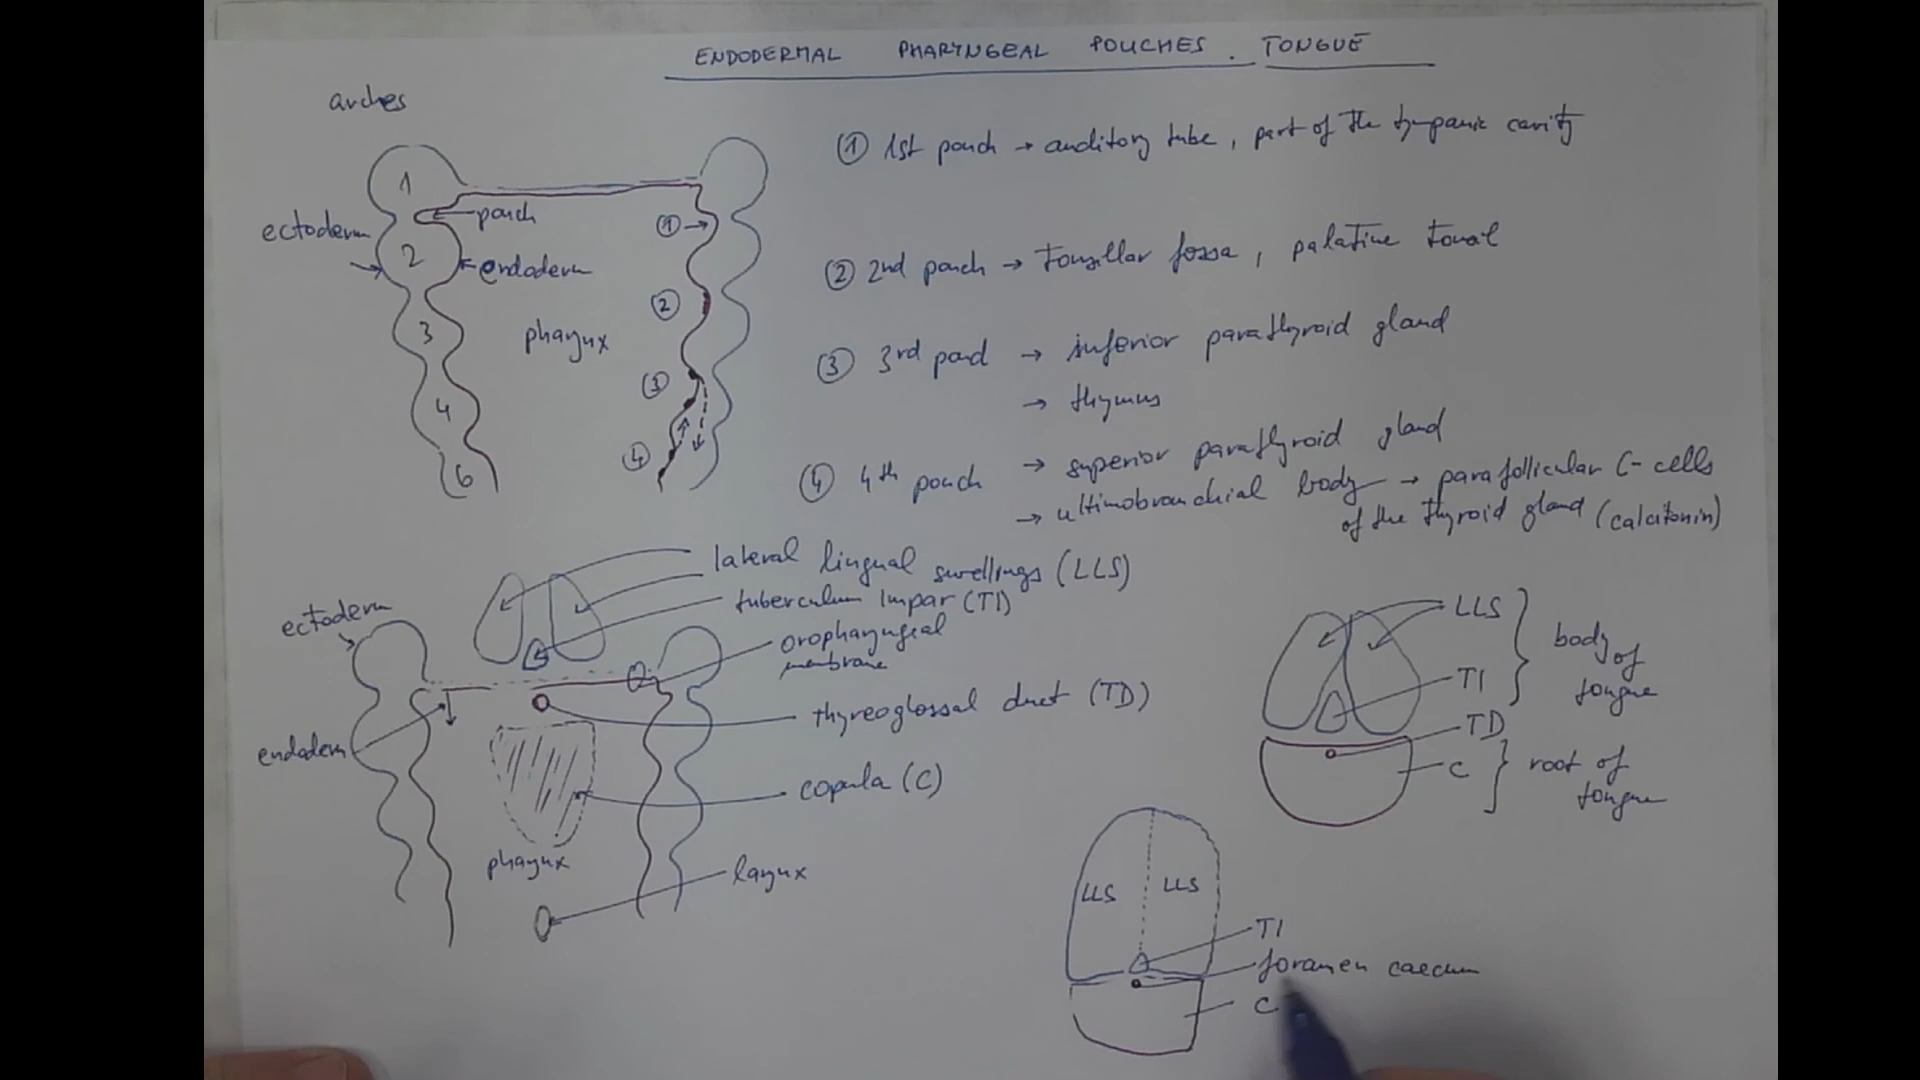 ENDODERMAL PHARYNGEAL POUCHES. TONGUE
arches
1
pouch
ectoderm
2
endoderm
3
pharynx
4
6
1
2
3
4
1 1st pouch → auditory tube, part of the tympanic cavity
2 2nd pouch → tonsillar fossa, palatine tonsil
3 3rd pouch → inferior parathyroid gland
→ thymus
4 4th pouch → superior parathyroid gland
→ ultimobranchial body → parafollicular C-cells
of the thyroid gland (calcitonin)
lateral lingual swellings (LLS)
tuberculum impar (TI)
oropharyngeal
membrane
ectoderm
thyreoglossal duct (TD)
endoderm
copula (C)
pharynx
larynx
LLS
TI
body
of
tongue
TD
C
root of
tongue
LLS
LLS
TI
foramen caecum
C